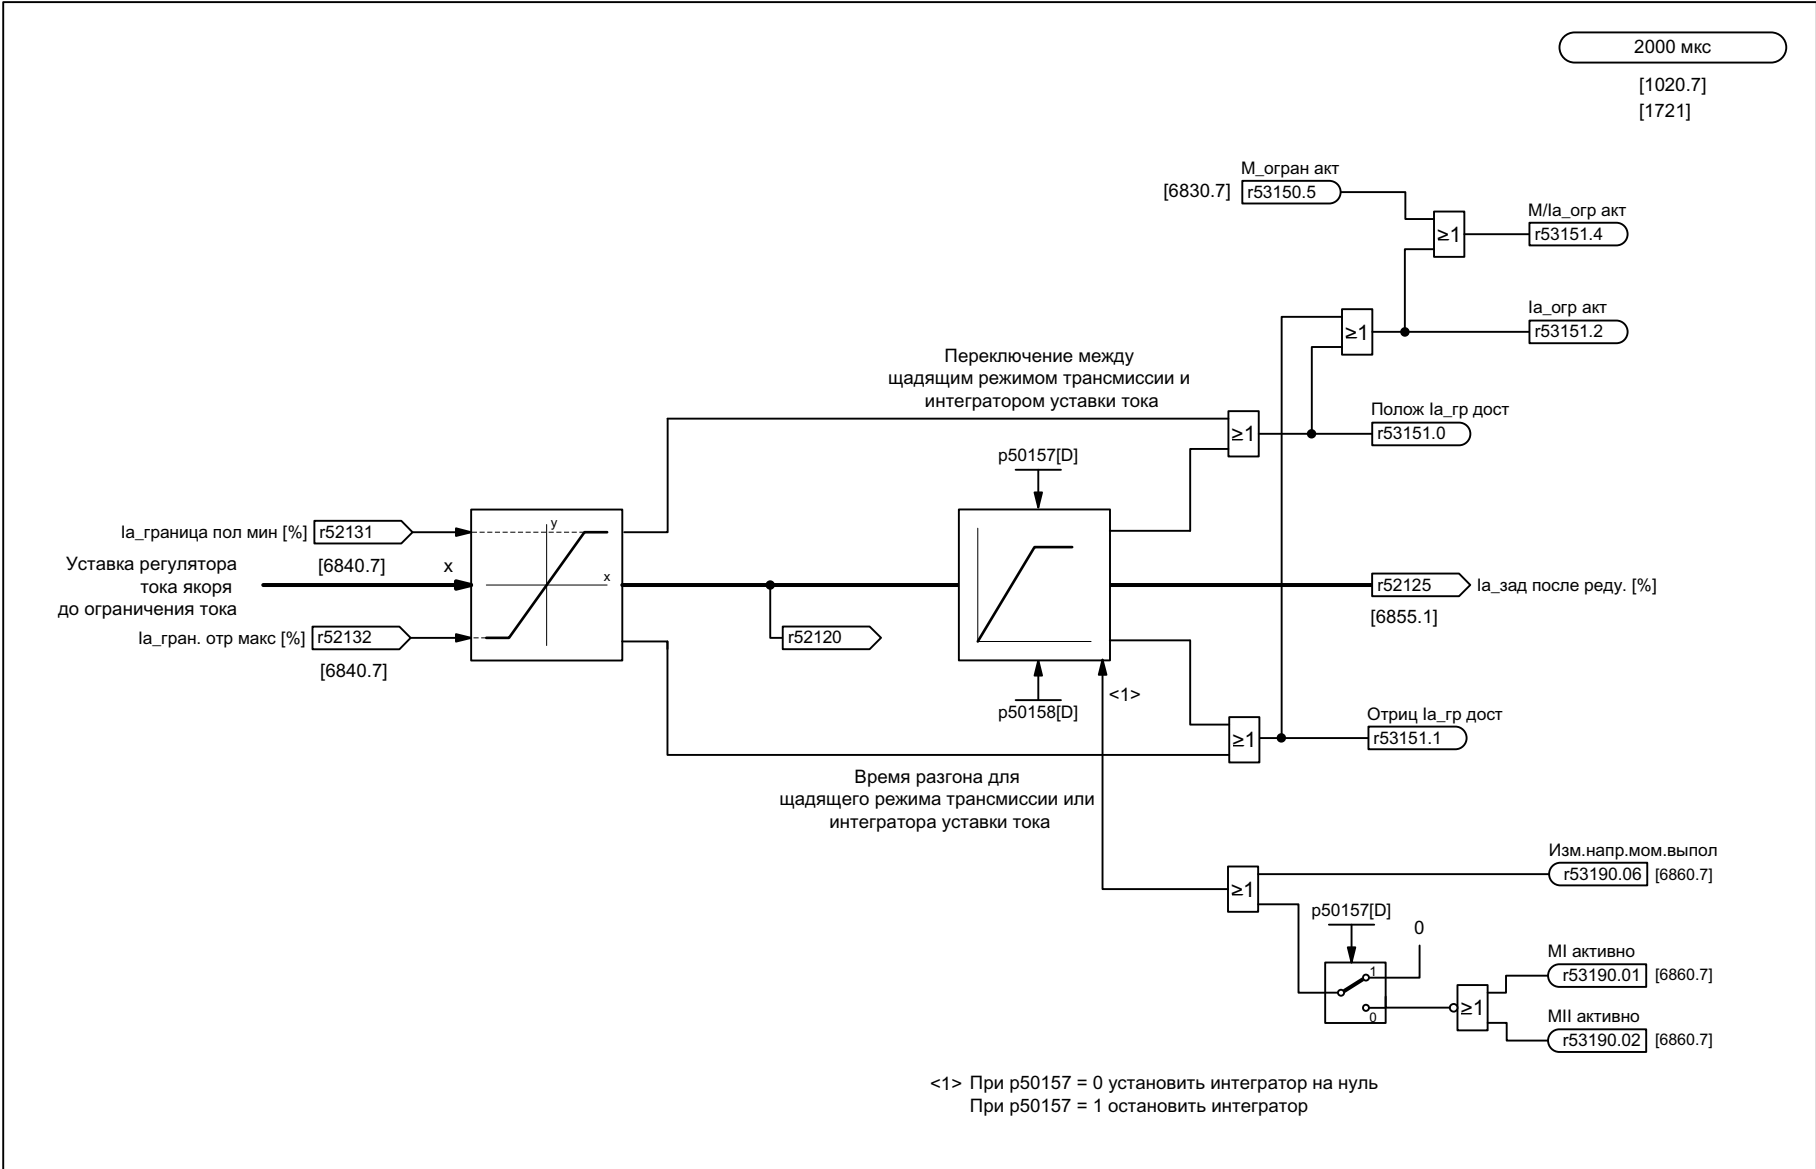 2000 мкс
[1020.7]
[1721]
М_огран акт
[6830.7] r53150.5
≥1
M/Ia_огр акт
r53151.4
Ia_огр акт
≥1
r53151.2
Переключение между
щадящим режимом трансмиссии и
интегратором уставки тока
Полож Ia_гр дост
≥1
r53151.0
p50157[D]
Ia_граница пол мин [%] r52131
[6840.7]
Уставка регулятора
тока якоря
до ограничения тока
x
y
x
Ia_гран. отр макс [%] r52132
[6840.7]
r52120
r52125 Ia_зад после реду. [%]
[6855.1]
<1>
p50158[D]
Отриц Ia_гр дост
≥1
r53151.1
Время разгона для
щадящего режима трансмиссии или
интегратора уставки тока
Изм.напр.мом.выпол
≥1
r53190.06 [6860.7]
p50157[D]
0
1
0
MI активно
r53190.01 [6860.7]
≥1
MII активно
r53190.02 [6860.7]
<1> При p50157 = 0 установить интегратор на нуль
При p50157 = 1 остановить интегратор